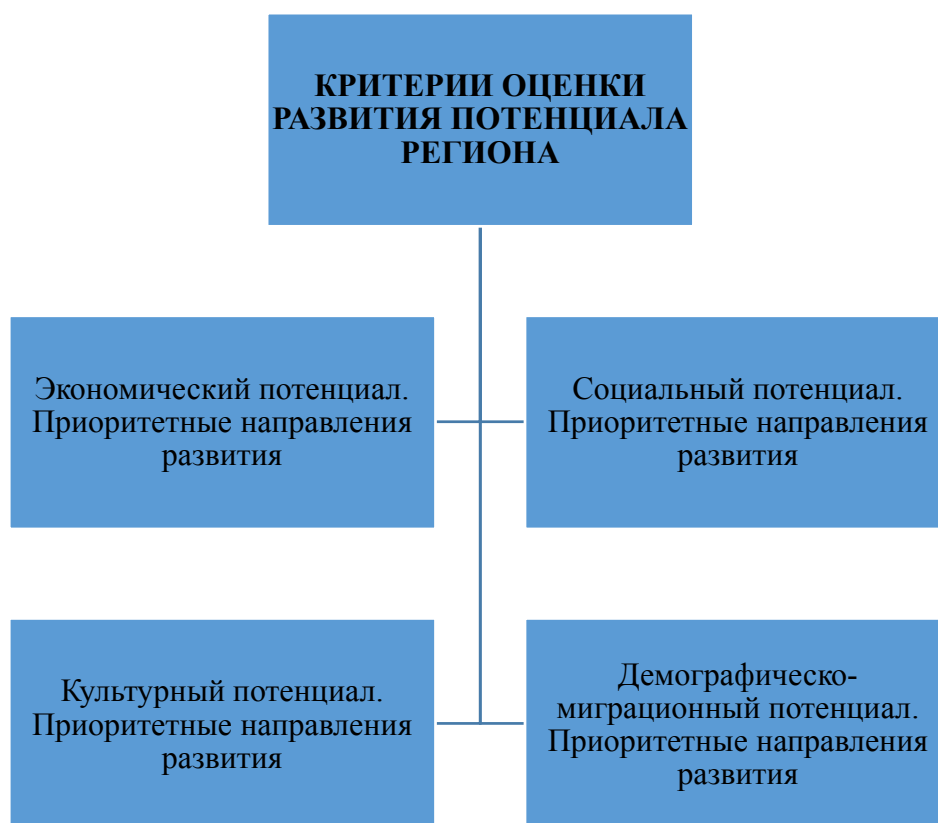 КРИТЕРИИ ОЦЕНКИ
РАЗВИТИЯ ПОТЕНЦИАЛА
РЕГИОНА
Экономический потенциал.
Приоритетные направления
развития
Социальный потенциал.
Приоритетные направления
развития
Культурный потенциал.
Приоритетные направления
развития
Демографическо-
миграционный потенциал.
Приоритетные направления
развития